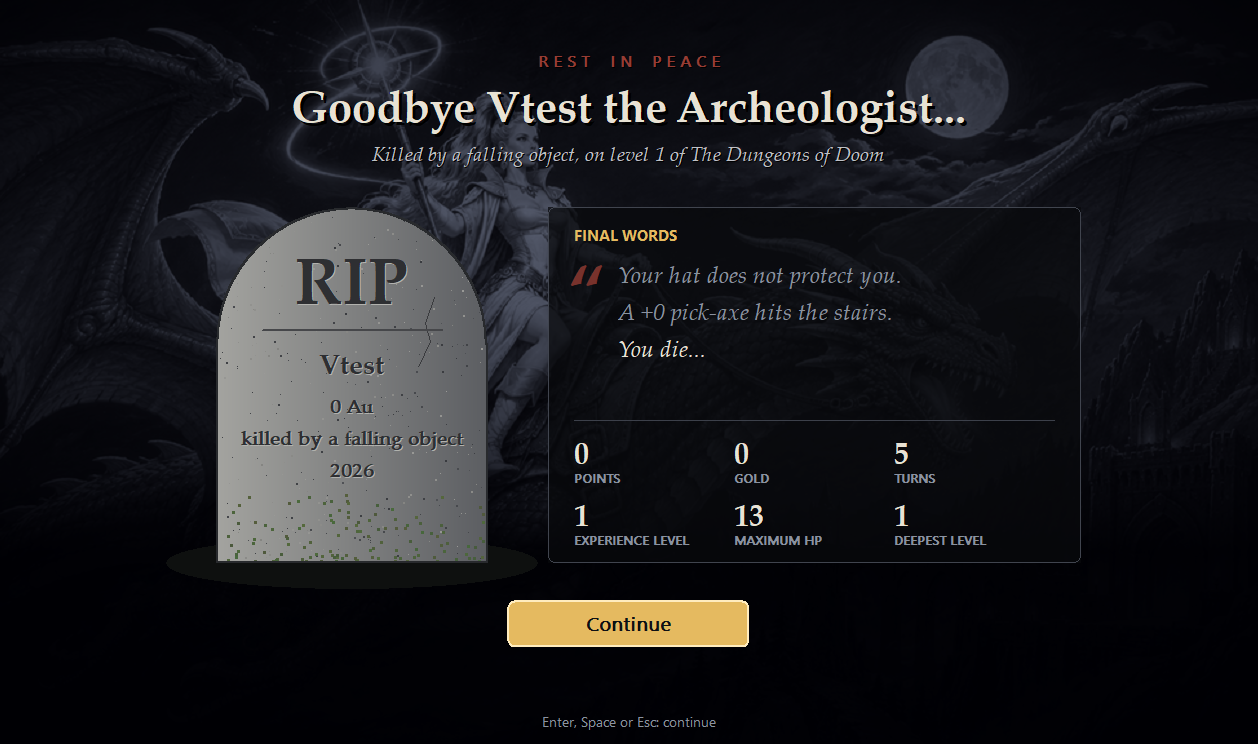 REST IN PEACE
Goodbye Vtest the Archeologist...
Killed by a falling object, on level 1 of The Dungeons of Doom
RIP
Vtest
0 Au
killed by a falling object
2026
FINAL WORDS
“ Your hat does not protect you.
A +0 pick-axe hits the stairs.
You die...
0 0 5
POINTS GOLD TURNS
1 13 1
EXPERIENCE LEVEL MAXIMUM HP DEEPEST LEVEL
Continue
Enter, Space or Esc: continue